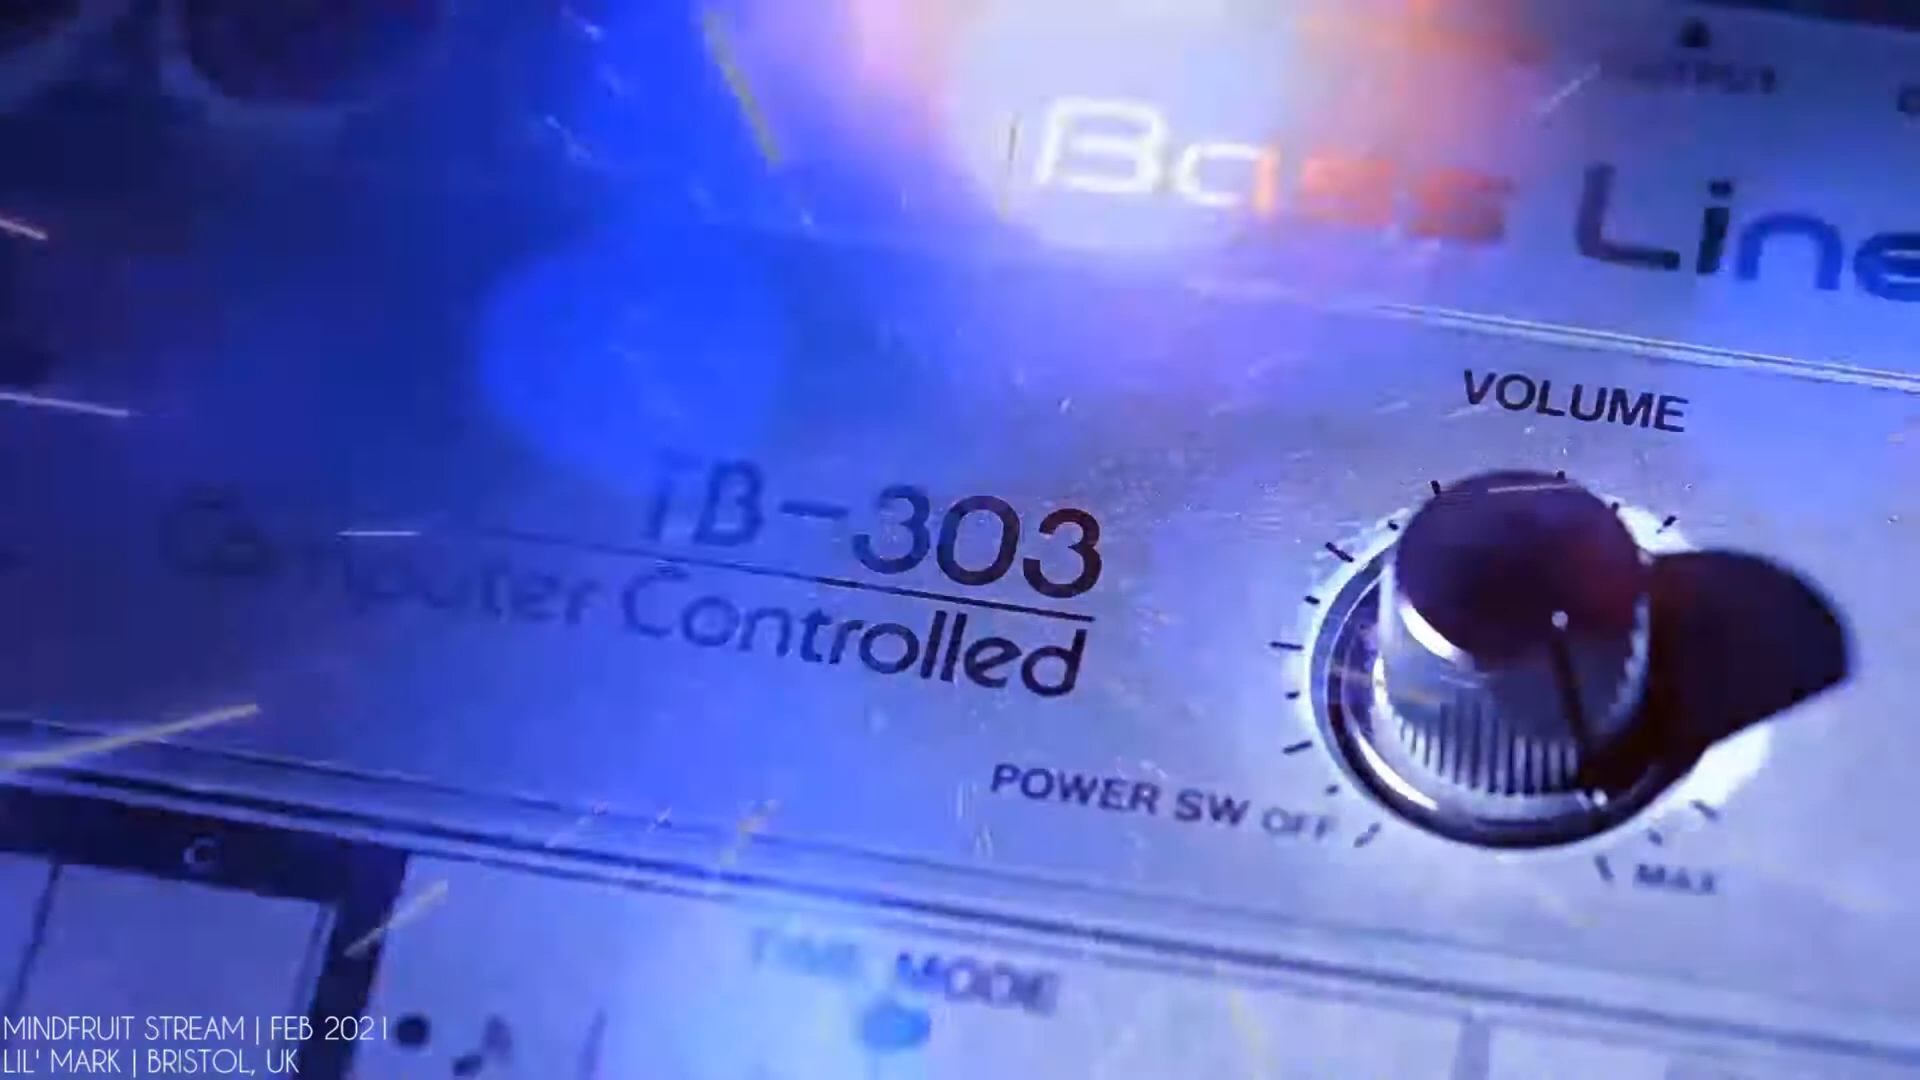 Bass Line
VOLUME
TB-303
Computer Controlled
POWER SW OFF
MAX
C
TIME MODE
MINDFRUIT STREAM | FEB 2021
LIL' MARK | BRISTOL, UK